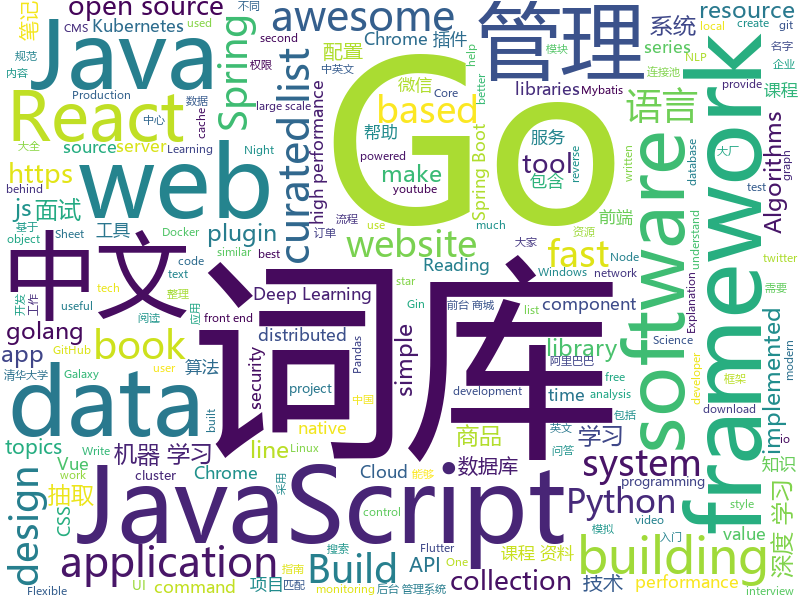 open source
awesome
管理
resource
笔记
Kubernetes
Chrome 插件
系统
CMS
used
local
create
git
不同
Java
Spring
list
配置
second
help
series
模块
名字
规范
权限
中英文
NLP
企业
内容
数据
Production
微信
libraries
Mybatis
连接池
provide
React
curated
based
better
Core
语言
课程
中心
large scale
cache
帮助
tool
服务
大全
Learning
Night
powered
source
server
high performance
Spring Boot
包含
database
大厂
https
web
Go
framework
software
Algorithms
written
reverse
graph
behind
youtube
make
test
js
面试
流程
much
前端
基于
Sheet
工具
Docker
plugin
订单
use
资源
object
website
大家
understand
similar
best
Reading
fast
Node
twitter
中文
词库
code
text
star
Windows
network
需要
开发
工作
useful
tech
整理
应用
Deep Learning
Gin
前台 商城
component
list
Explanation
implemented
golang
阅读
front end
distributed
simple
library
Science
modern
book
app
GitHub
算法
security
Pandas
time
阿里巴巴
developer
清华大学
Galaxy
user
project
development
free
analysis
框架
data
built
native
中国
英文
包括
download
io
topics
Write
机器 学习
line
Linux
商品
问答
学习
深度 学习
知识
work
Vue
Chrome
Cloud
能够
数据库
system
style
CSS
cluster
采用
programming
design
抽取
JavaScript
control
Python
模拟
入门
video
value
application
Build
API
课程 资料
building
UI
搜索
Flutter
One
技术
command
指南
项目
匹配
collection
performance
Flexible
monitoring
后台 管理系统
interview